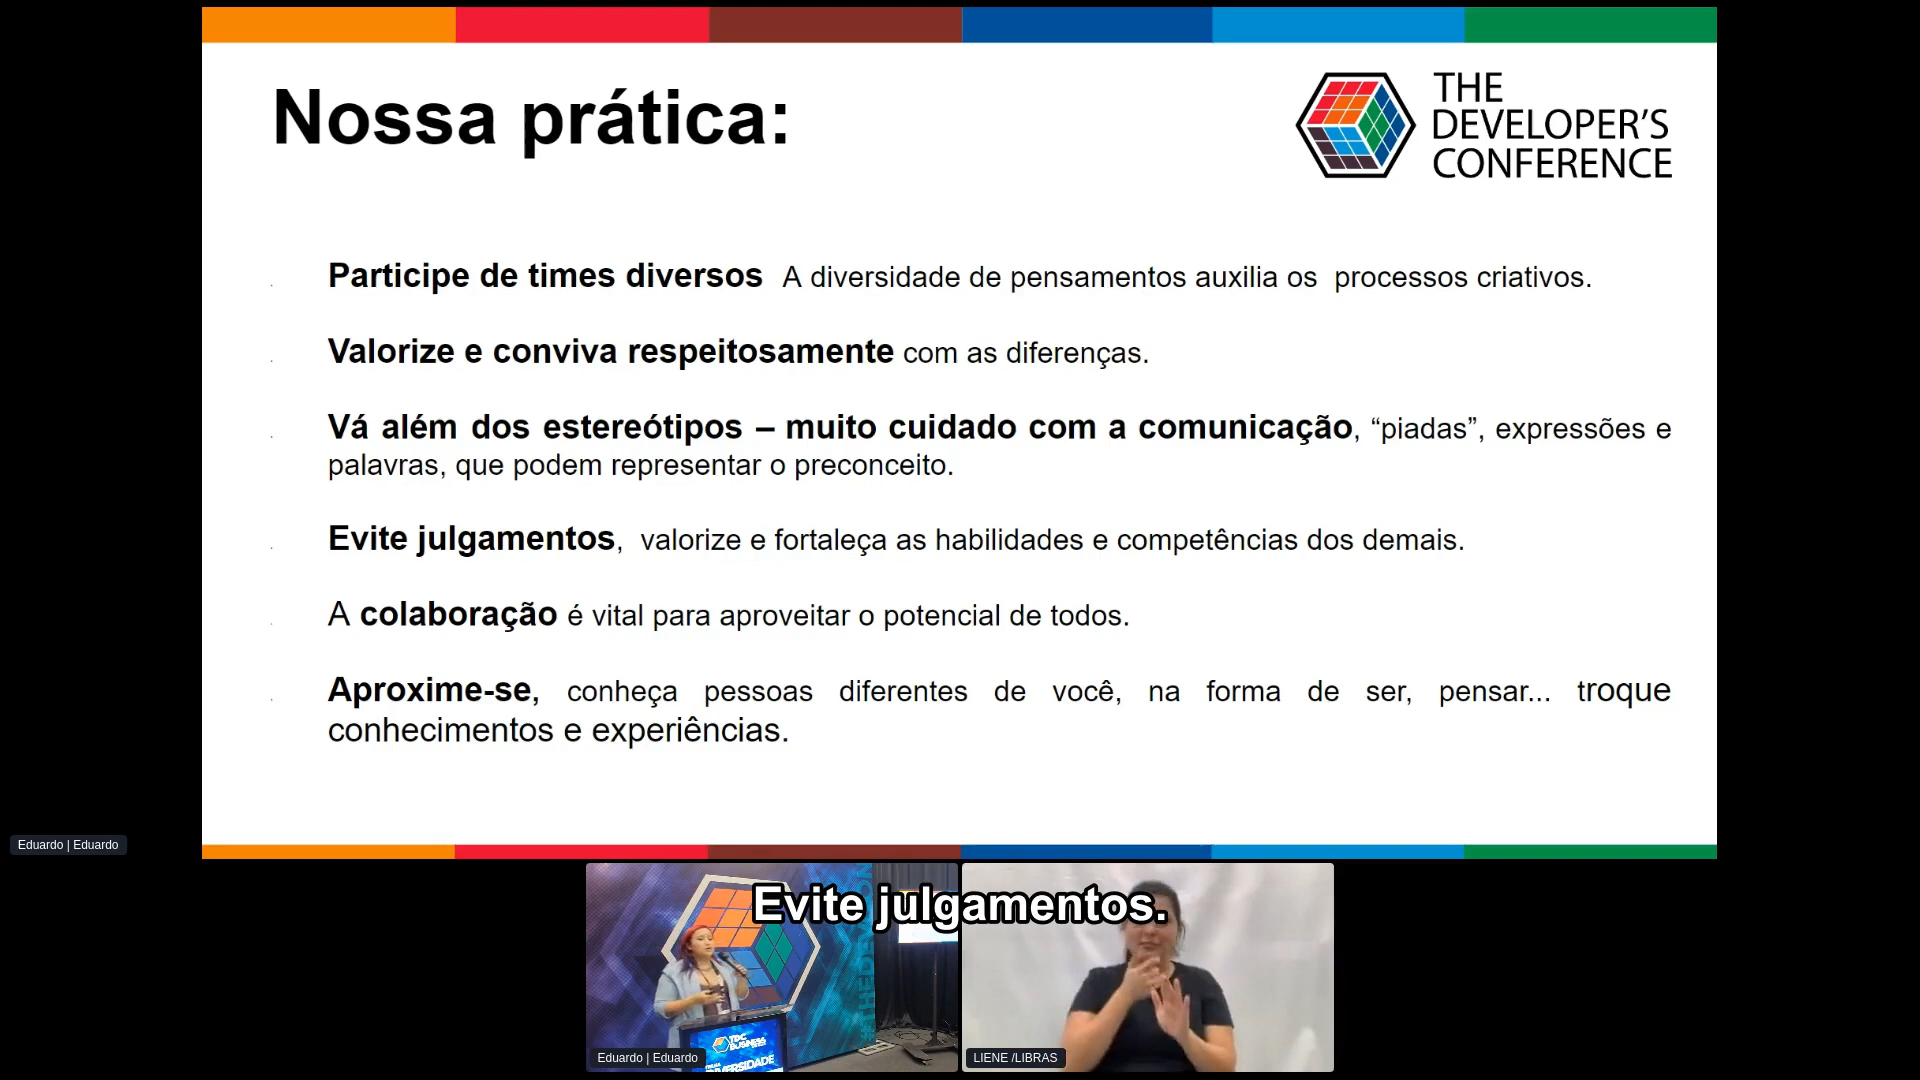 Nossa prática:
THE
DEVELOPER'S
CONFERENCE
Participe de times diversos A diversidade de pensamentos auxilia os processos criativos.
Valorize e conviva respeitosamente com as diferenças.
Vá além dos estereótipos – muito cuidado com a comunicação, “piadas”, expressões e
palavras, que podem representar o preconceito.
Evite julgamentos, valorize e fortaleça as habilidades e competências dos demais.
A colaboração é vital para aproveitar o potencial de todos.
Aproxime-se, conheça pessoas diferentes de você, na forma de ser, pensar... troque
conhecimentos e experiências.
Eduardo | Eduardo
Evite julgamentos.
TDC
BUSINESS
DIVERSIDADE
Eduardo | Eduardo
LIENE /LIBRAS